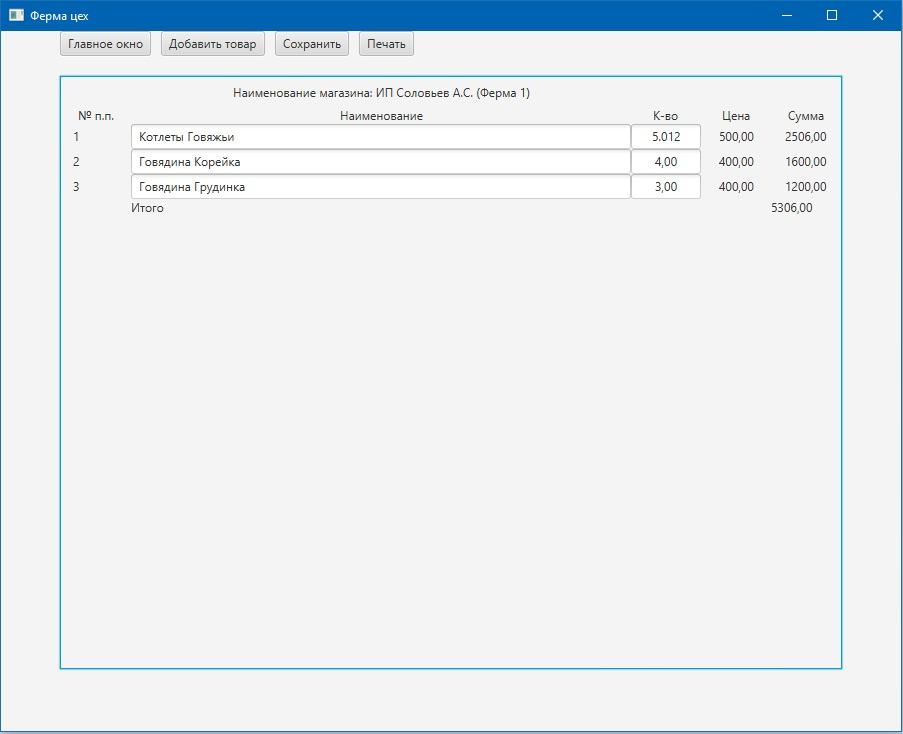 Ферма цех
Главное окно Добавить товар Сохранить Печать
Наименование магазина: ИП Соловьев А.С. (Ферма 1)
№ п.п. Наименование К-во Цена Сумма
1 Котлеты Говяжьи 5.012 500,00 2506,00
2 Говядина Корейка 4,00 400,00 1600,00
3 Говядина Грудинка 3,00 400,00 1200,00
Итого 5306,00